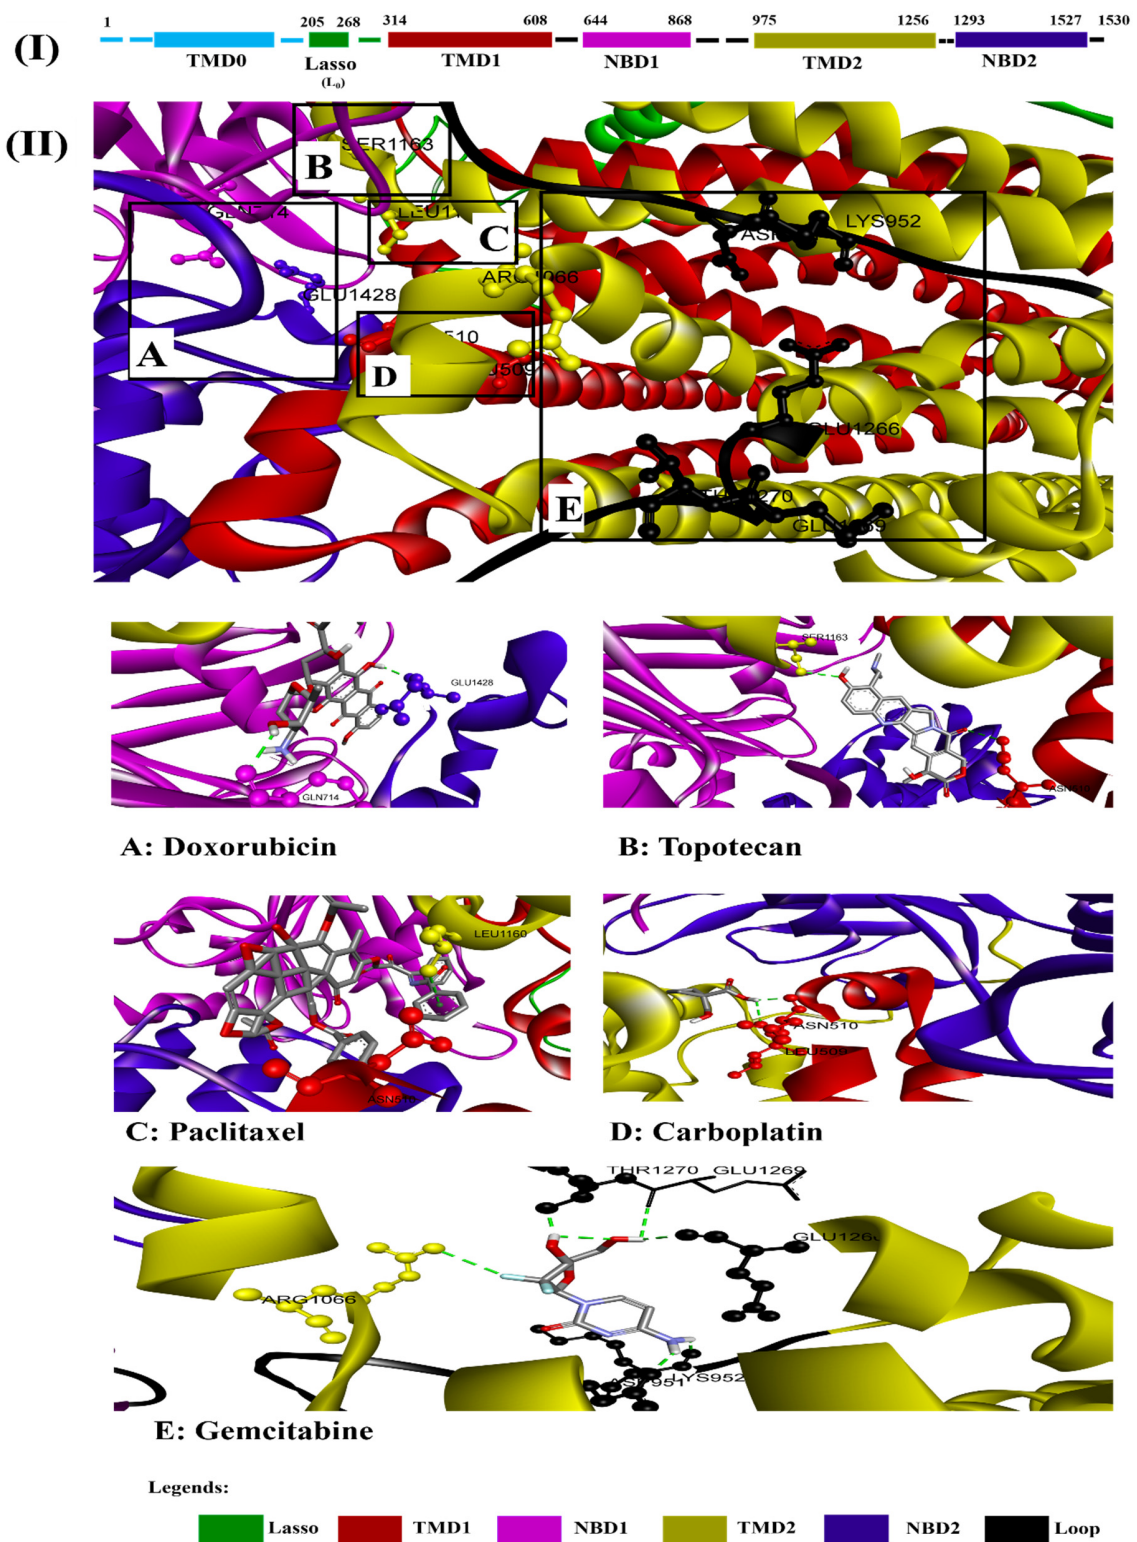 (I)
1 205 268 314 608 644 868 975 1256 1293 1527 1530
TMD0 Lasso TMD1 NBD1 TMD2 NBD2
(L₀)
(II)
SER1163
B
C
LYS952
A
GLU1428
D
ARG1066
E
GLU1266
GLU1428
GLN714
SER1163
A: Doxorubicin
B: Topotecan
LEU1160
ASN510
ASN510
LEU509
C: Paclitaxel
D: Carboplatin
THR1270 GLU1269
ARG1066
LYS952
E: Gemcitabine
Legends:
Lasso TMD1 NBD1 TMD2 NBD2 Loop